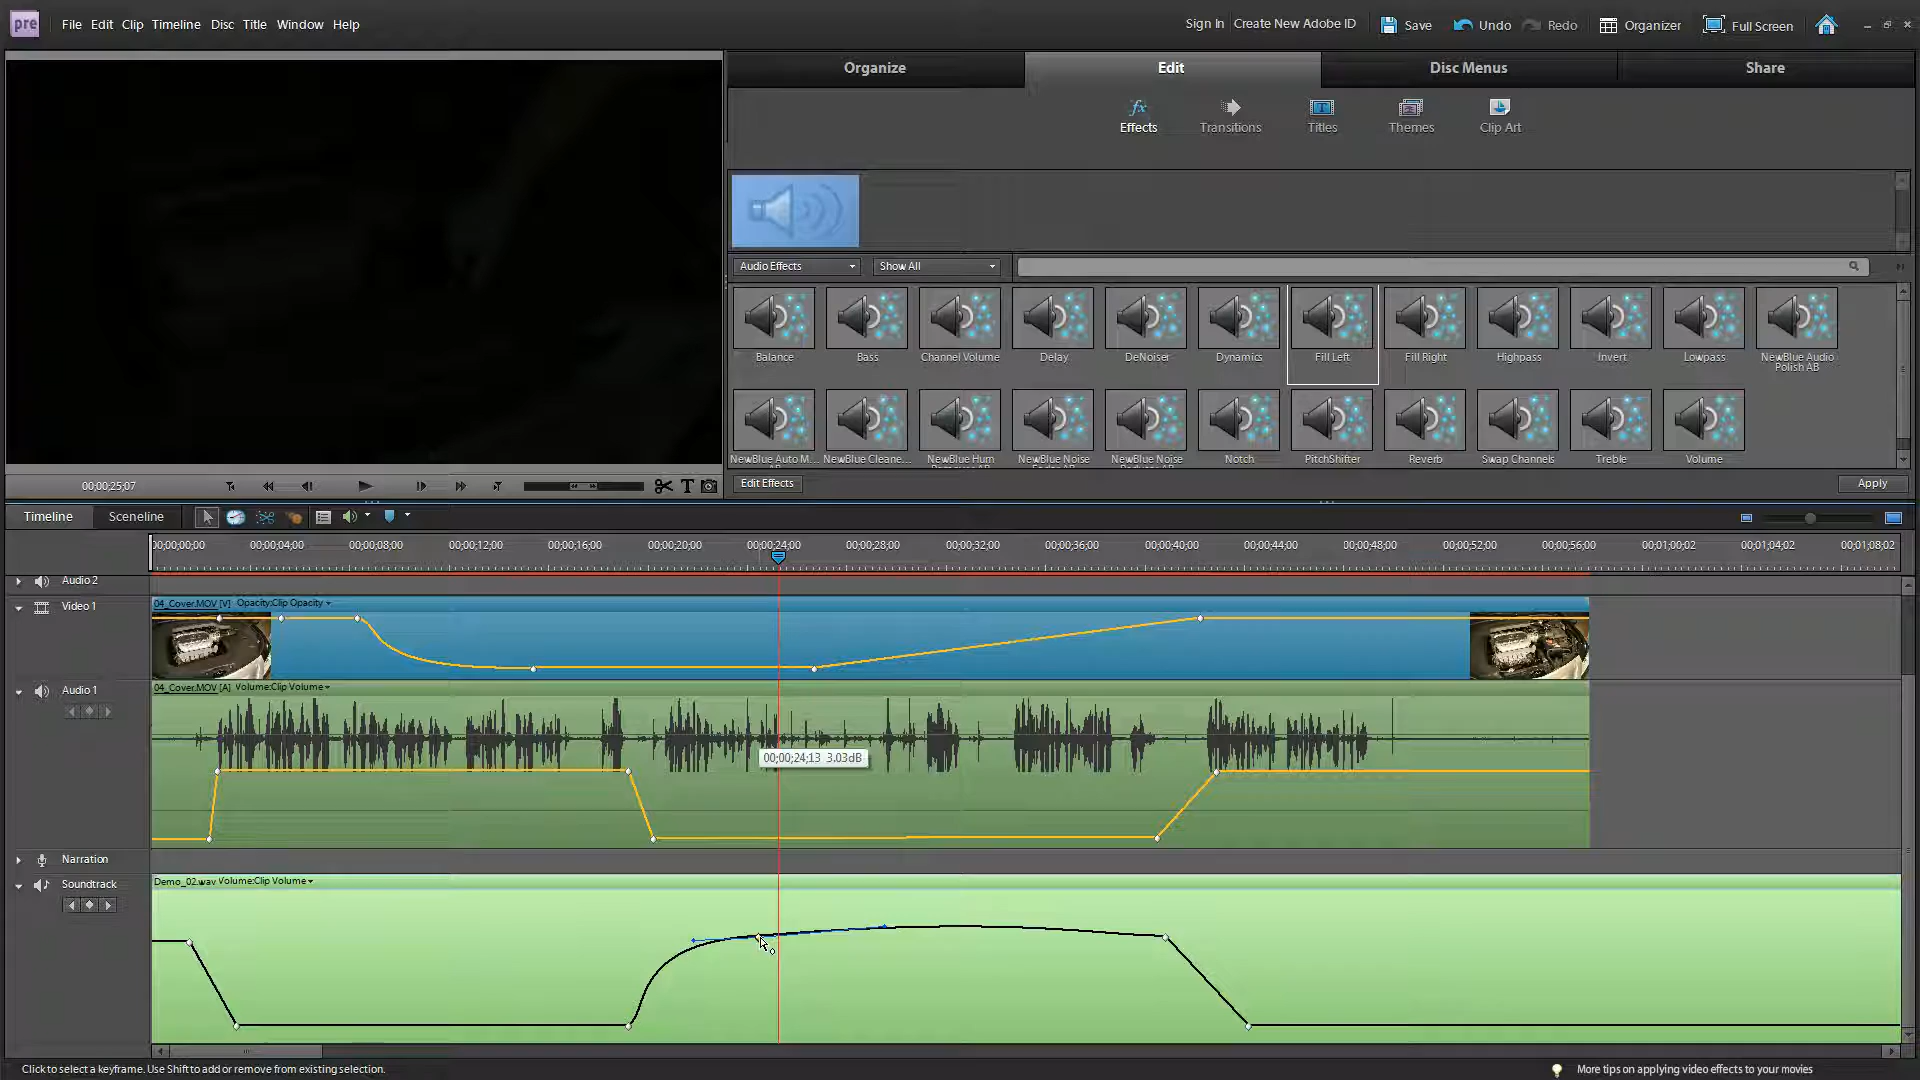 pre File Edit Clip Timeline Disc Title Window Help Sign In Create New Adobe ID Save Undo Redo Organizer Full Screen
Organize Edit Disc Menus Share
Effects Transitions Titles Themes Clip Art
Audio Effects Show All
Balance Bass Channel Volume Delay DeNoiser Dynamics Fill Left Fill Right Highpass Invert Lowpass NewBlue Audio
Polish AB
NewBlue Auto M... NewBlue Cleane... NewBlue Hum NewBlue Noise NewBlue Noise Notch PitchShifter Reverb Swap Channels Treble Volume
00;00;25;07
Edit Effects Apply
Timeline Sceneline T
00;00;00;00 00;00;04;00 00;00;08;00 00;00;12;00 00;00;16;00 00;00;20;00 00;00;24;00 00;00;28;00 00;00;32;00 00;00;36;00 00;00;40;00 00;00;44;00 00;00;48;00 00;00;52;00 00;00;56;00 00;01;00;02 00;01;04;02 00;01;08;02
Audio 2
Video 1 04_Cover.MOV [V] Opacity:Clip Opacity
Audio 1 04_Cover.MOV [A] Volume:Clip Volume
00;00;24;13 3.03dB
Narration
Soundtrack Demo_02.wav Volume:Clip Volume
Click to select a keyframe. Use Shift to add or remove from existing selection. More tips on applying video effects to your movies